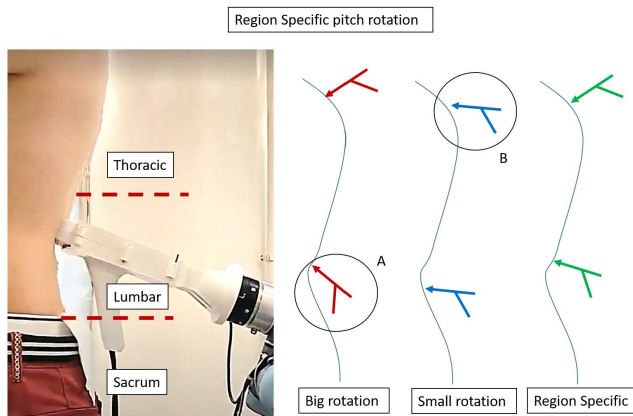 Region Specific pitch rotation
Thoracic
Lumbar
Sacrum
B
A
Big rotation
Small rotation
Region Specific